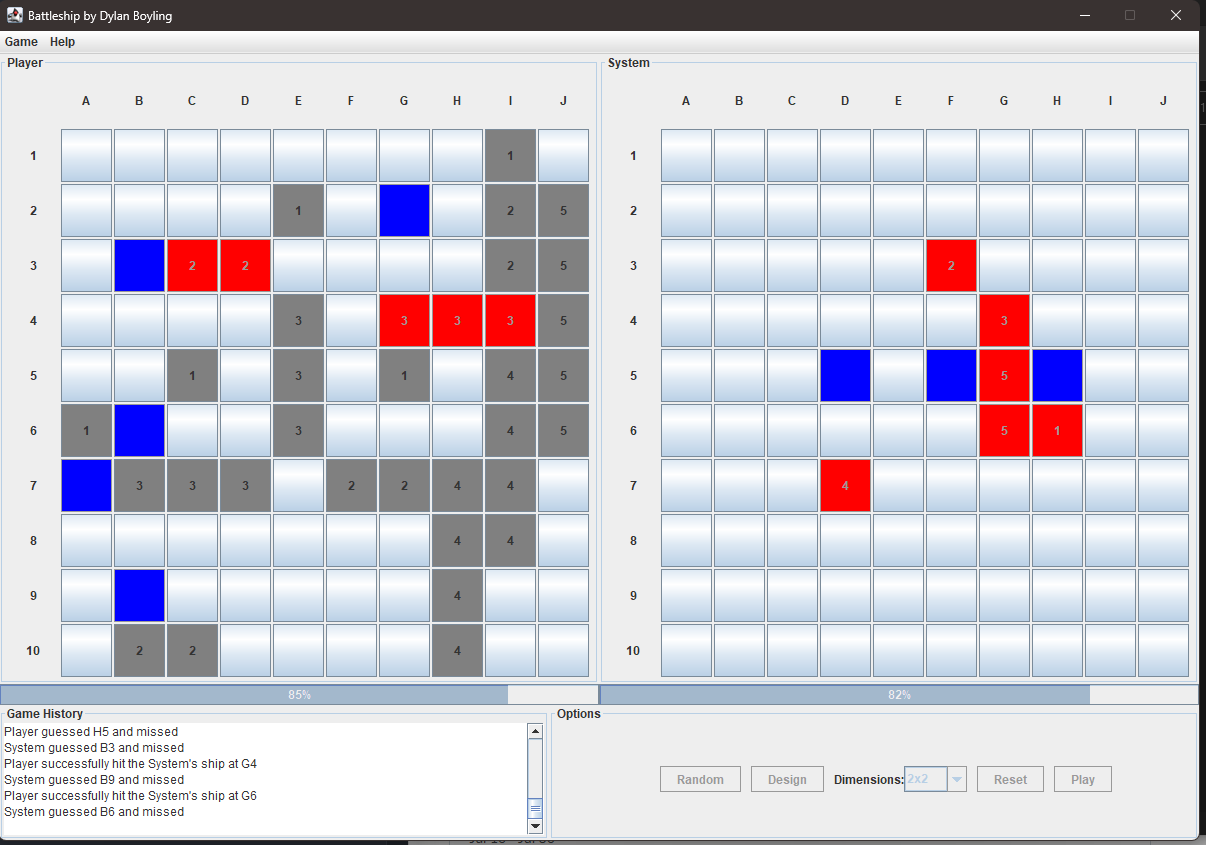 Battleship by Dylan Boyling
Game Help
Player System
A B C D E F G H I J A B C D E F G H I J
1 1 1
2 1 2 5 2
3 2 2 2 5 3 2
4 3 3 3 3 5 4 3
5 1 3 1 4 5 5 5
6 1 3 4 5 6 5 1
7 3 3 3 2 2 4 4 7 4
8 4 4 8
9 4 9
10 2 2 4 10
85% 82%
Game History Options
Player guessed H5 and missed
System guessed B3 and missed
Player successfully hit the System's ship at G4
System guessed B9 and missed
Player successfully hit the System's ship at G6
System guessed B6 and missed
Random Design Dimensions: 2x2 Reset Play